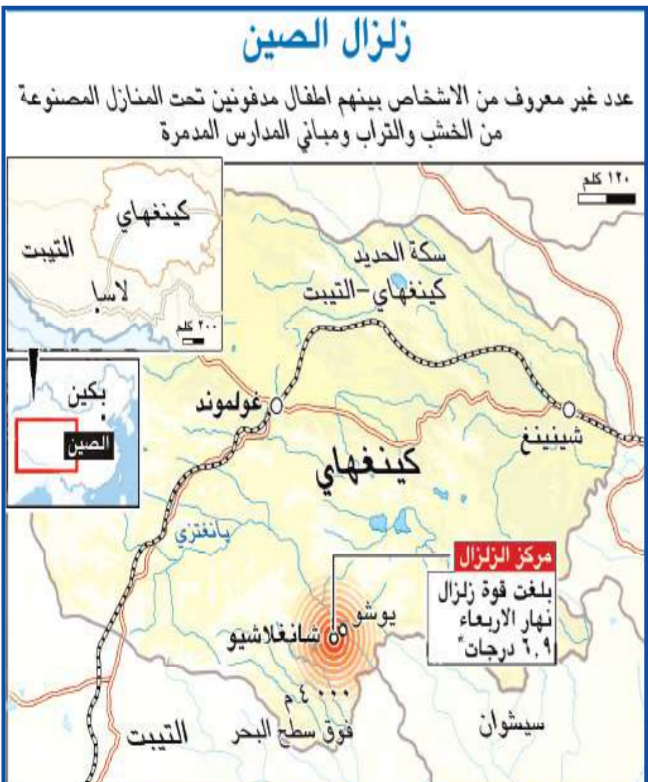 زلزال الصين
عدد غير معروف من الاشخاص بينهم اطفال مدفونين تحت المنازل المصنوعة
من الخشب والتراب ومباني المدارس المدمرة
١٢٠ كلم
كينغهاي
التيبت
لاسا
٢٠٠ كلم
بكين
الصين
سكة الحديد
كينغهاي-التيبت
غولموند
شينينغ
كينغهاي
يانغتزي
مركز الزلزال
بلغت قوة زلزال
نهار الاربعاء
٦,٩ درجات*
يوشو
شانغلاشيو
٤٠٠٠ م
فوق سطح البحر
التيبت
سيشوان